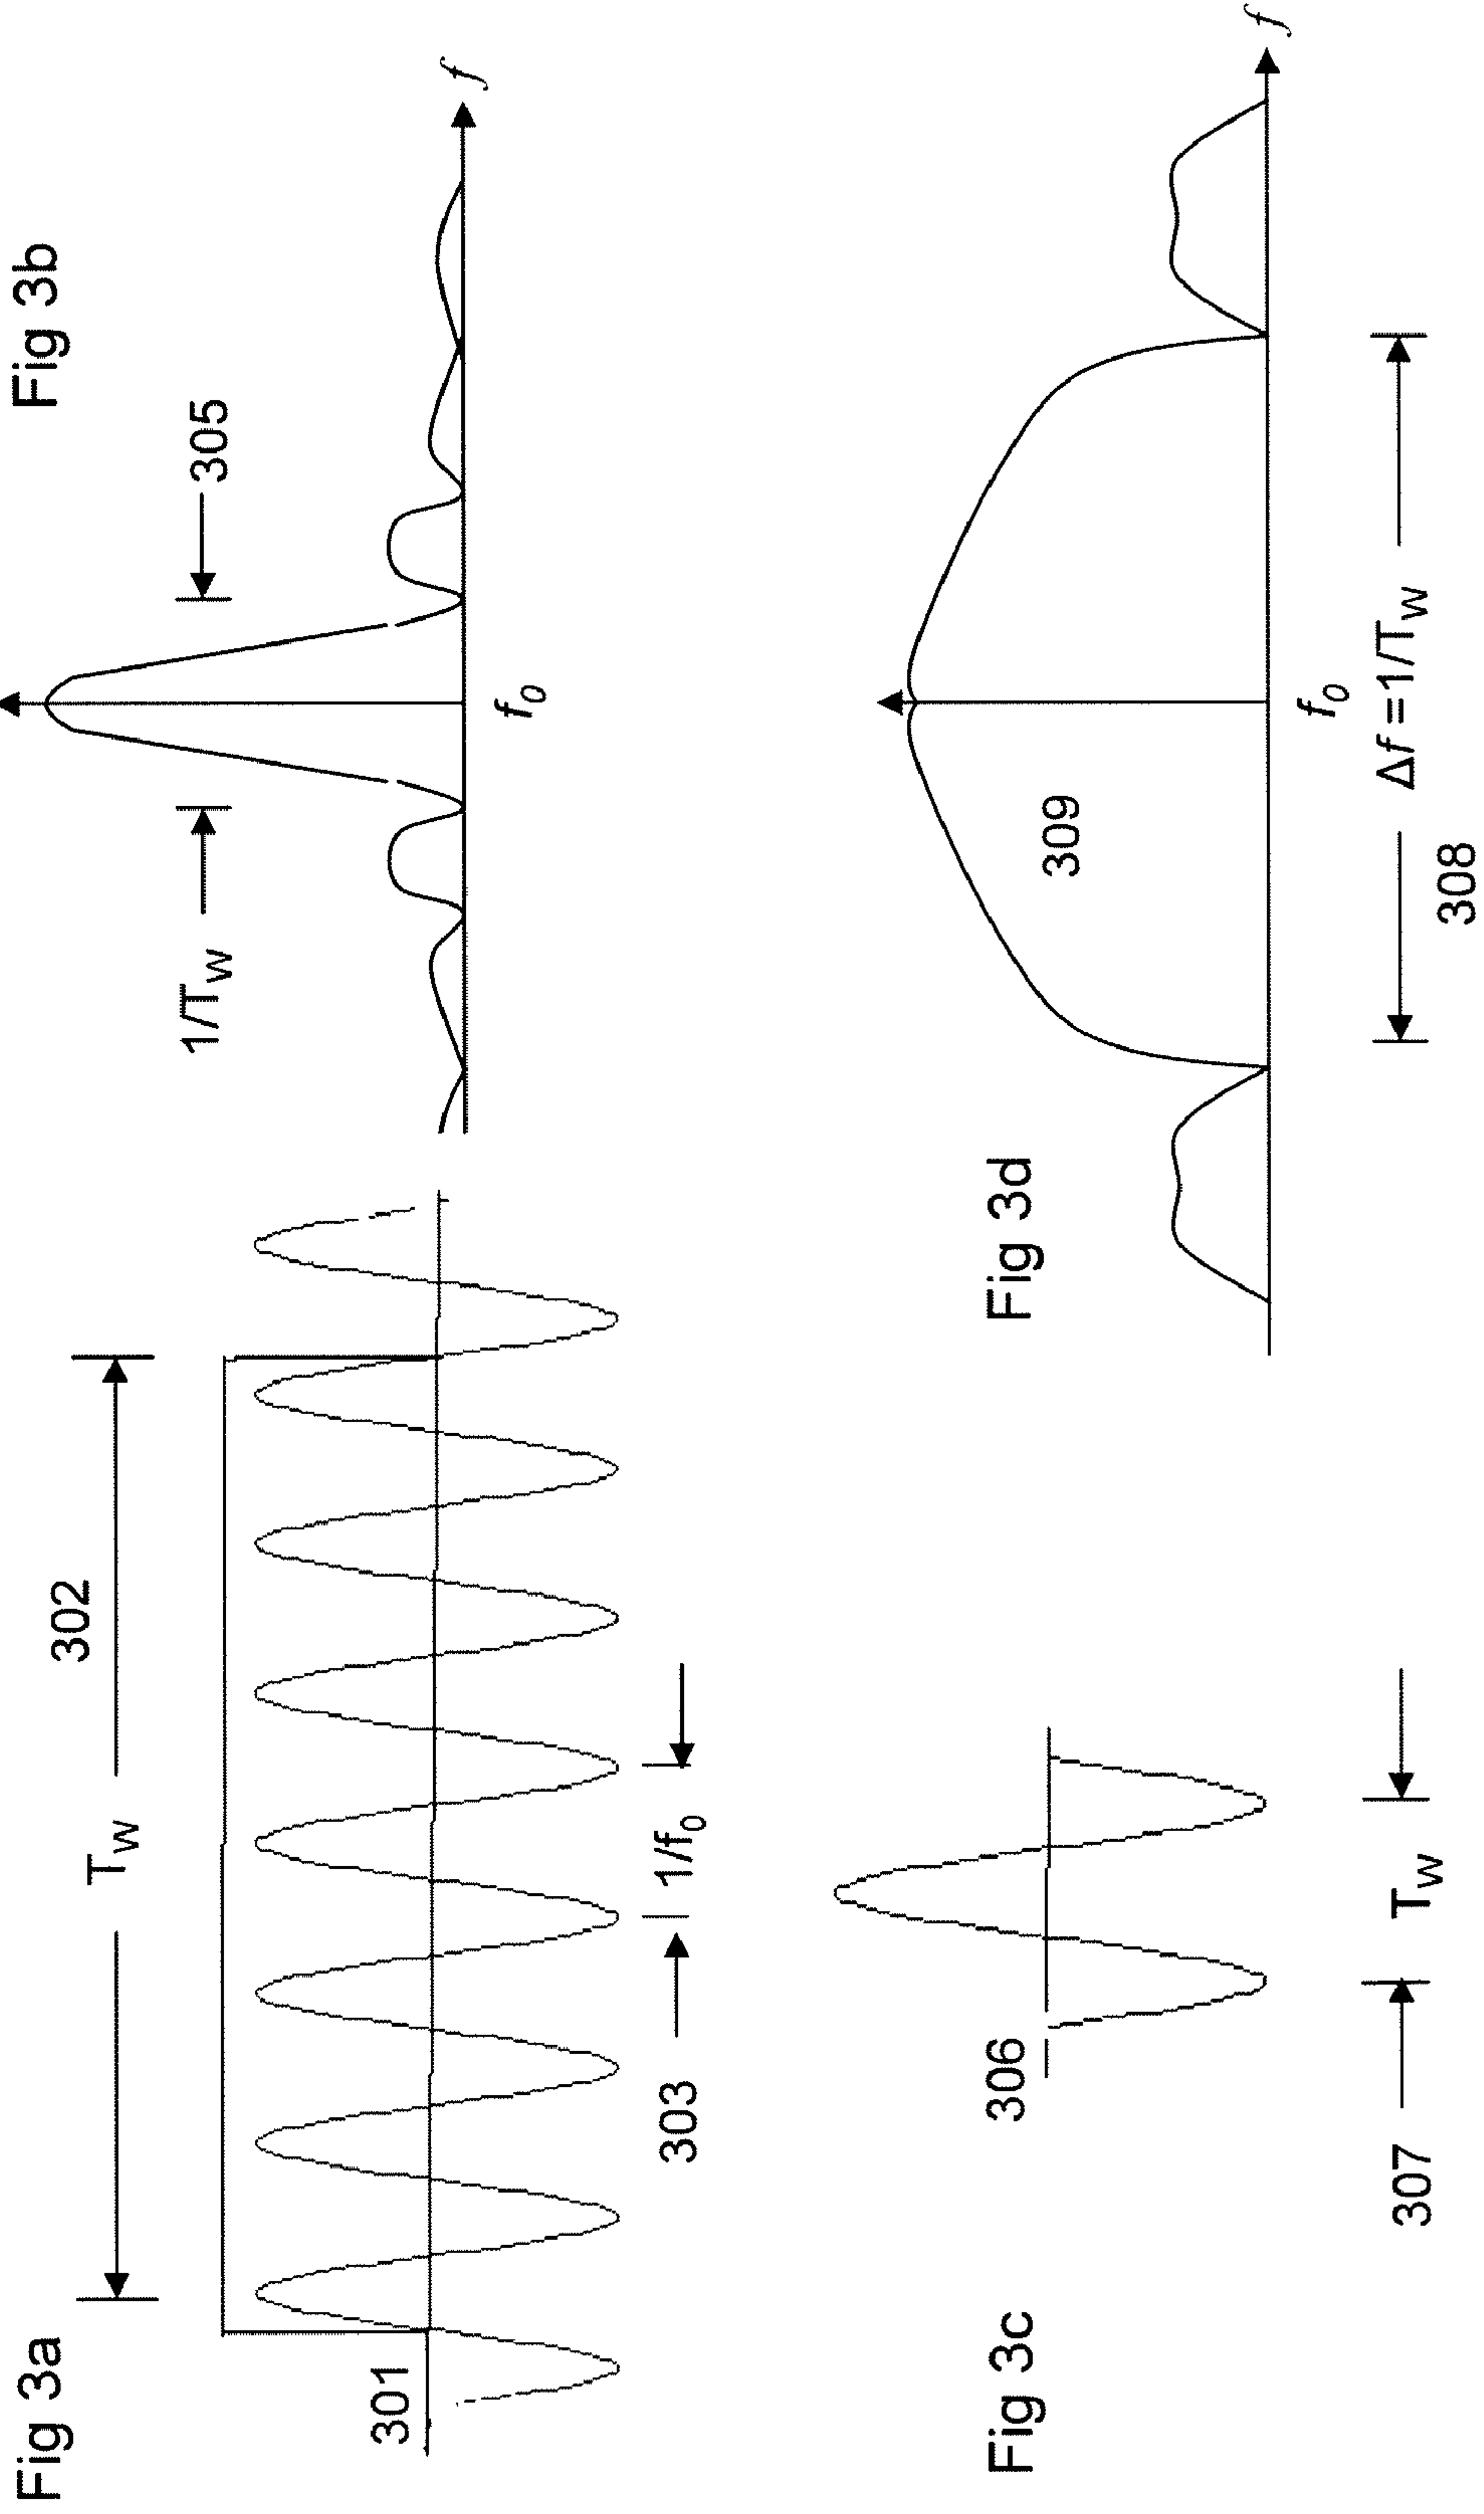 Fig 3a
T_W
302
301
303
1/f_0
Fig 3b
1/T_W
305
f
f_0
Fig 3c
306
307
T_W
Fig 3d
309
f
f_0
Δf =1/T_W
308